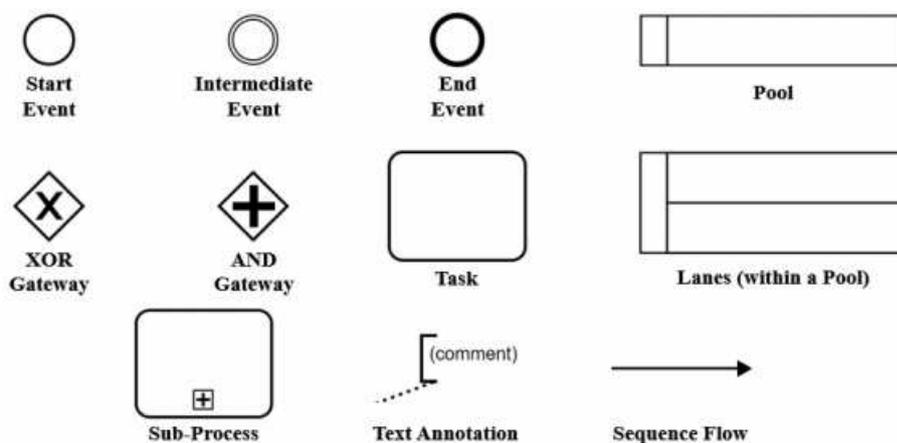 Start
Event
Intermediate
Event
End
Event
Pool
X
XOR
Gateway
AND
Gateway
Task
Lanes (within a Pool)
Sub-Process
(comment)
Text Annotation
Sequence Flow